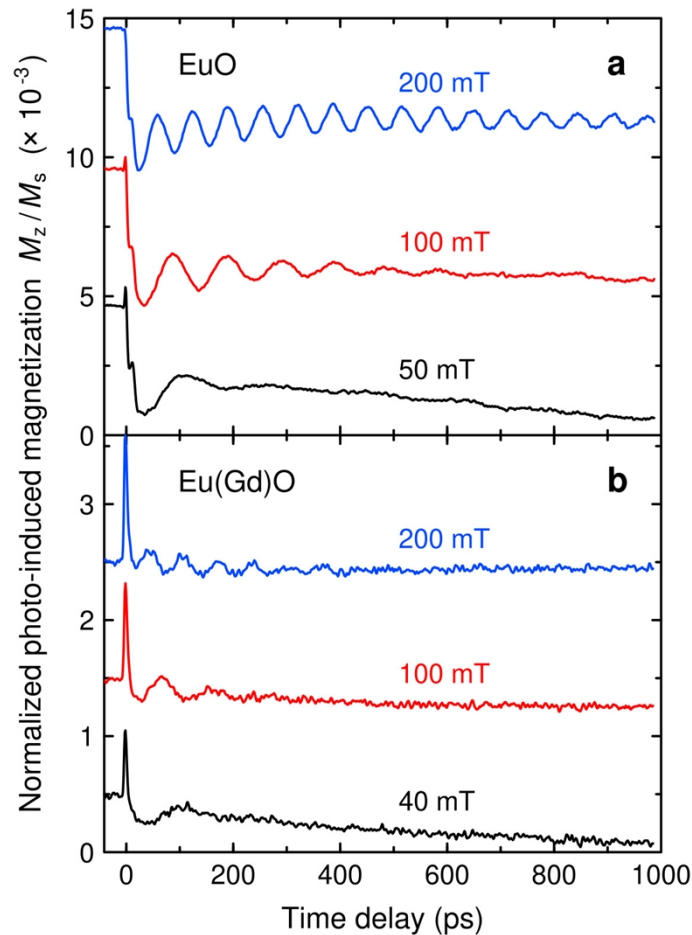 Normalized photo-induced magnetization Mz / Ms (× 10⁻³)
15
10
5
0
EuO
a
200 mT
100 mT
50 mT
3
2
1
0
Eu(Gd)O
b
200 mT
100 mT
40 mT
0 200 400 600 800 1000
Time delay (ps)